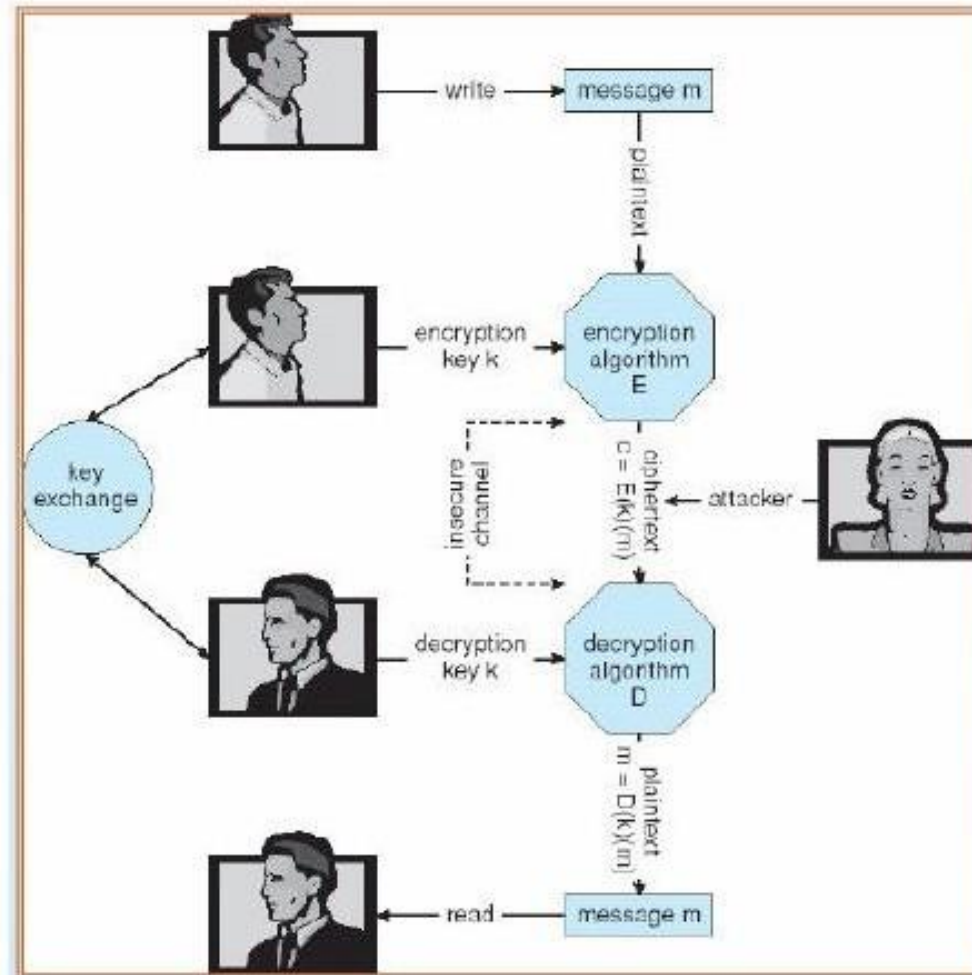 write
message m
plaintext
encryption
key k
encryption
algorithm
E
key
exchange
insecure
channel
ciphertext
c = E(k)(m)
attacker
decryption
key k
decryption
algorithm
D
plaintext
m = D(k)(m)
read
message m